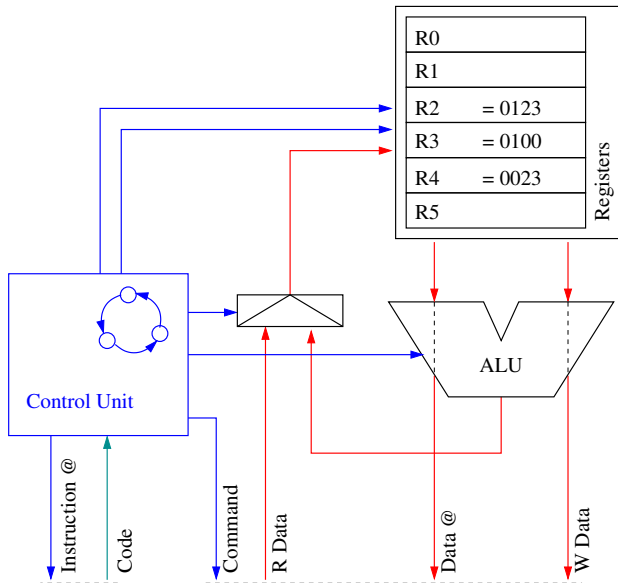 R0
R1
R2 = 0123
R3 = 0100
R4 = 0023
R5
Registers
ALU
Control Unit
Instruction @
Code
Command
R Data
Data @
W Data